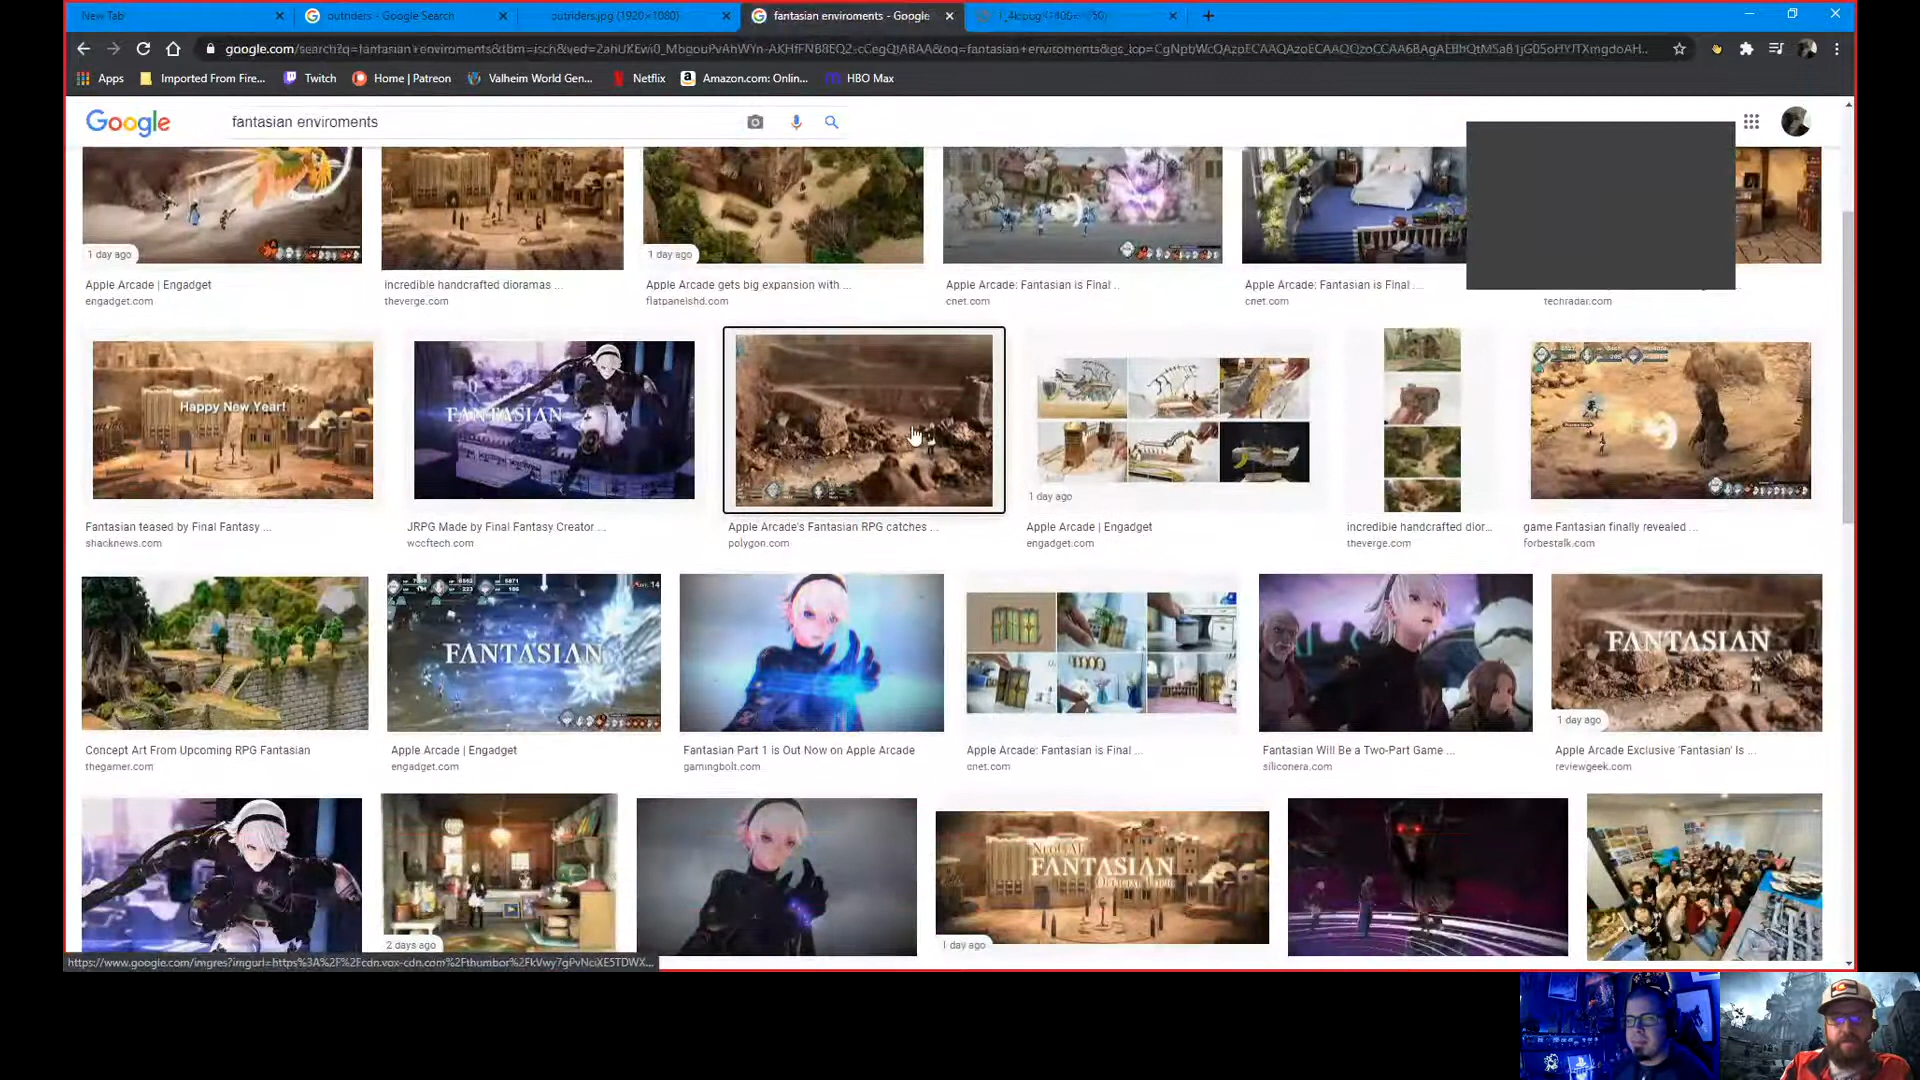 New Tab
outriders - Google Search
outriders.jpg (1920×1080)
fantasian enviroments - Google
Apps
Imported From Fire...
Twitch
Home | Patreon
Valheim World Gen...
Netflix
Amazon.com: Onlin...
HBO Max
Google
fantasian enviroments
1 day ago
1 day ago
Apple Arcade | Engadget
engadget.com
incredible handcrafted dioramas ...
theverge.com
Apple Arcade gets big expansion with ...
flatpanelshd.com
Apple Arcade: Fantasian is Final ...
cnet.com
Apple Arcade: Fantasian is Final ...
cnet.com
techradar.com
Happy New Year!
FANTASIAN
1 day ago
Fantasian teased by Final Fantasy ...
shacknews.com
JRPG Made by Final Fantasy Creator ...
wccftech.com
Apple Arcade's Fantasian RPG catches ...
polygon.com
Apple Arcade | Engadget
engadget.com
incredible handcrafted dior...
theverge.com
game Fantasian finally revealed ...
forbestalk.com
FANTASIAN
FANTASIAN
1 day ago
Concept Art From Upcoming RPG Fantasian
thegamer.com
Apple Arcade | Engadget
engadget.com
Fantasian Part 1 is Out Now on Apple Arcade
gamingbolt.com
Apple Arcade: Fantasian is Final ...
cnet.com
Fantasian Will Be a Two-Part Game ...
siliconera.com
Apple Arcade Exclusive 'Fantasian' Is ...
reviewgeek.com
FANTASIAN
2 days ago
1 day ago